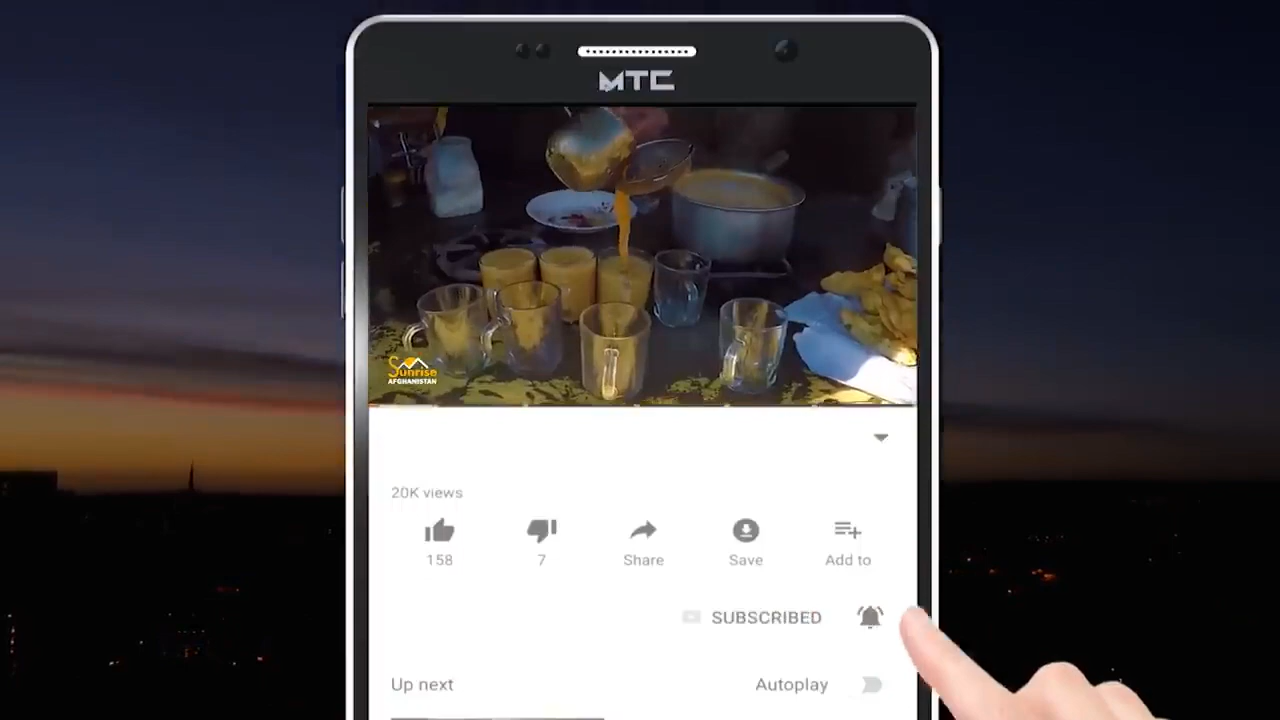 MTC
Sunrise
AFGHANISTAN
20K views
158
7
Share
Save
Add to
SUBSCRIBED
Up next
Autoplay